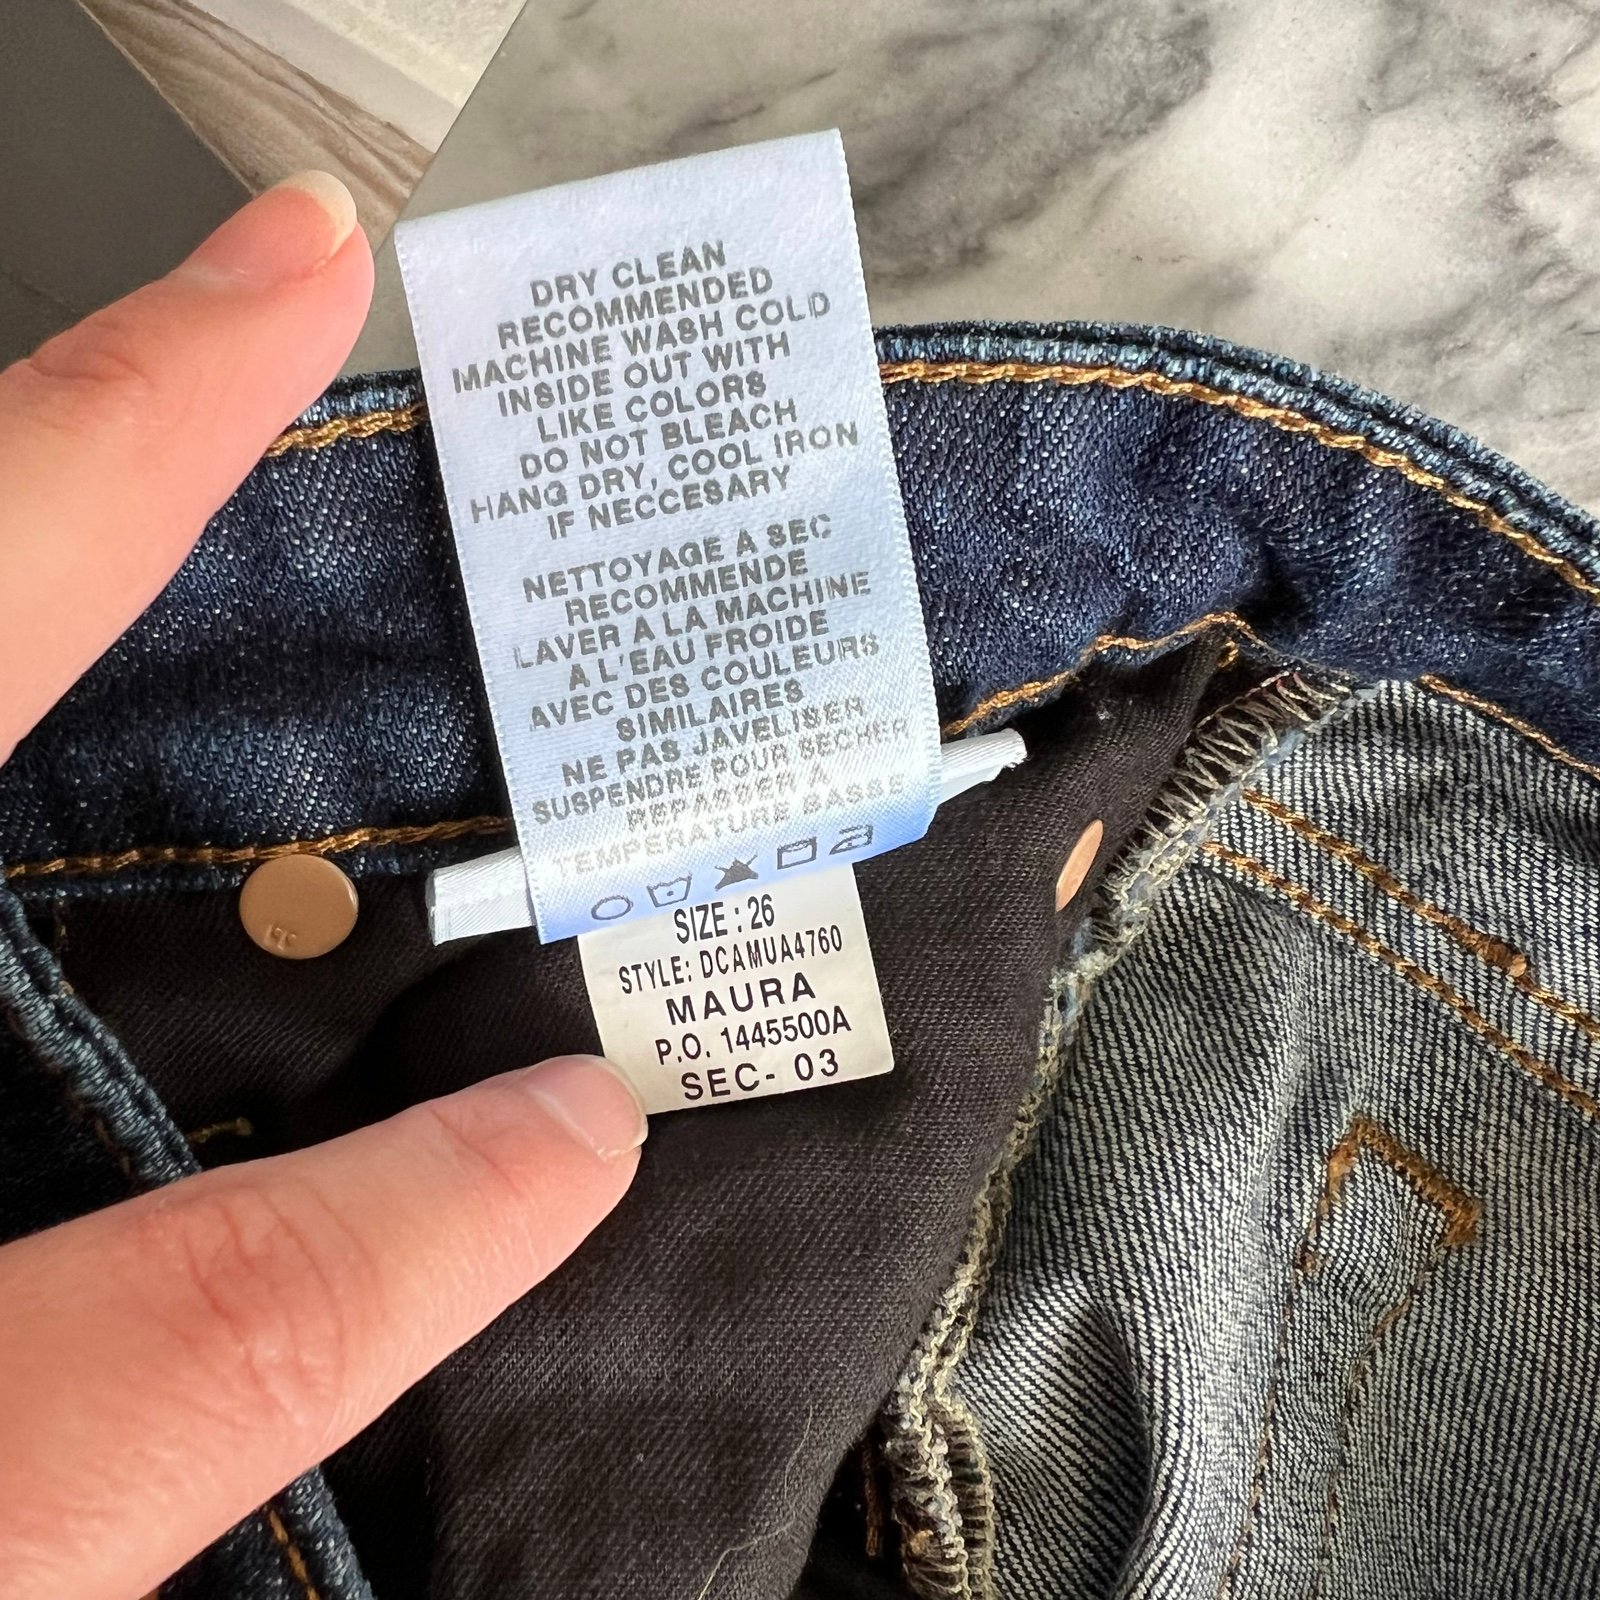 DRY CLEAN
RECOMMENDED
MACHINE WASH COLD
INSIDE OUT WITH
LIKE COLORS
DO NOT BLEACH
HANG DRY, COOL IRON
IF NECCESARY
NETTOYAGE A SEC
RECOMMENDE
LAVER A LA MACHINE
A L'EAU FROIDE
AVEC DES COULEURS
SIMILAIRES
NE PAS JAVELISER
SUSPENDRE POUR SECHER
REPASSER A
TEMPERATURE BASSE
SIZE : 26
STYLE: DCAMUA4760
MAURA
P.O. 1445500A
SEC- 03